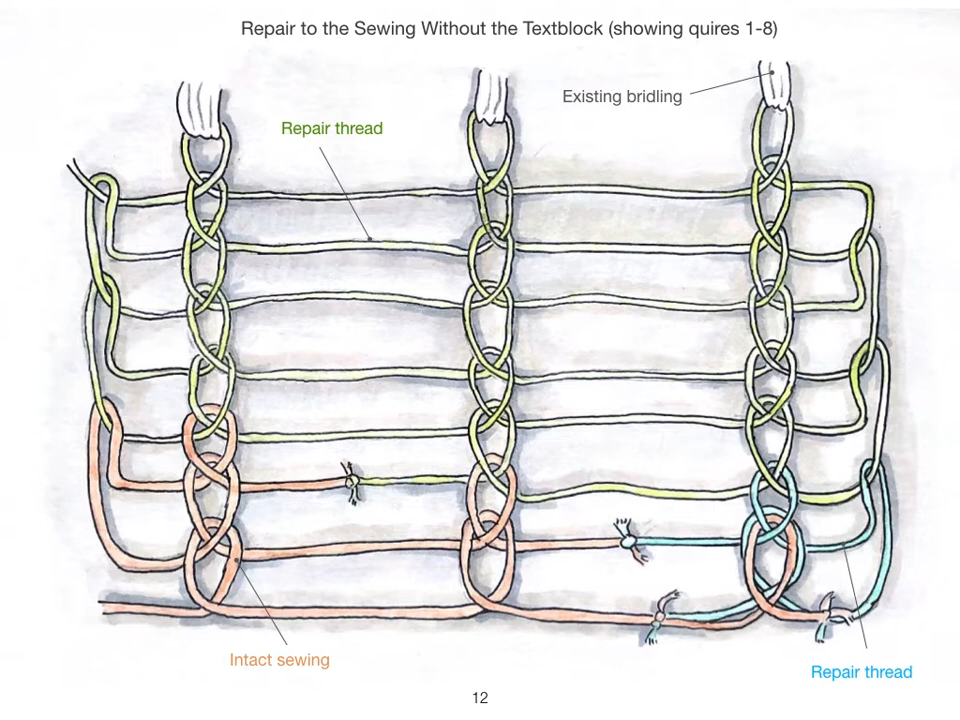 Repair to the Sewing Without the Textblock (showing quires 1-8)
Existing bridling
Repair thread
Intact sewing
Repair thread
12